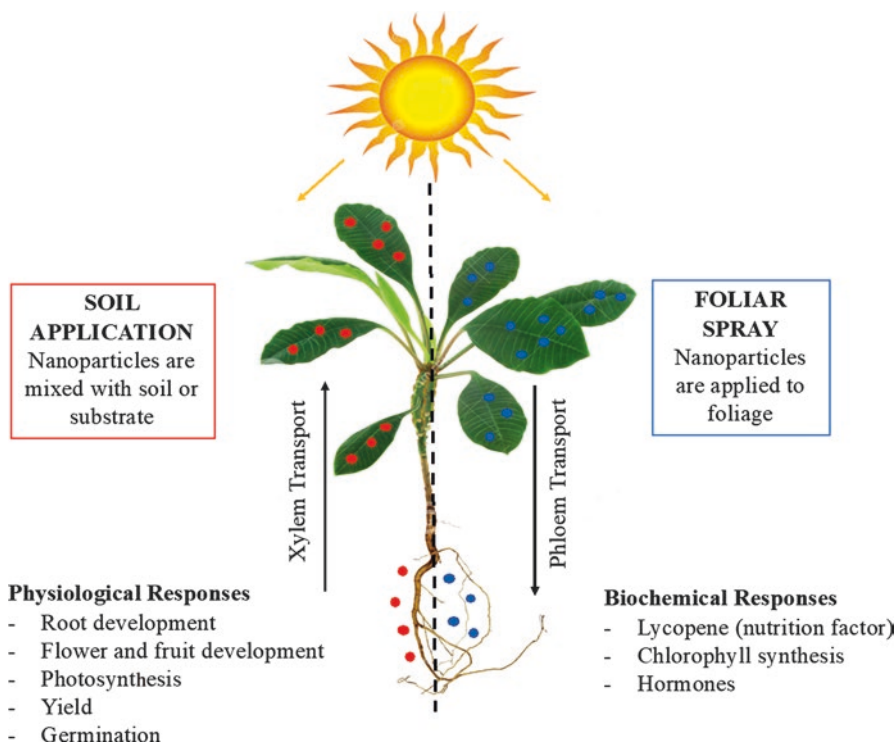 SOIL
APPLICATION
Nanoparticles are
mixed with soil or
substrate
FOLIAR
SPRAY
Nanoparticles
are applied to
foliage
Xylem Transport
Phloem Transport
Physiological Responses
- Root development
- Flower and fruit development
- Photosynthesis
- Yield
- Germination
Biochemical Responses
- Lycopene (nutrition factor)
- Chlorophyll synthesis
- Hormones